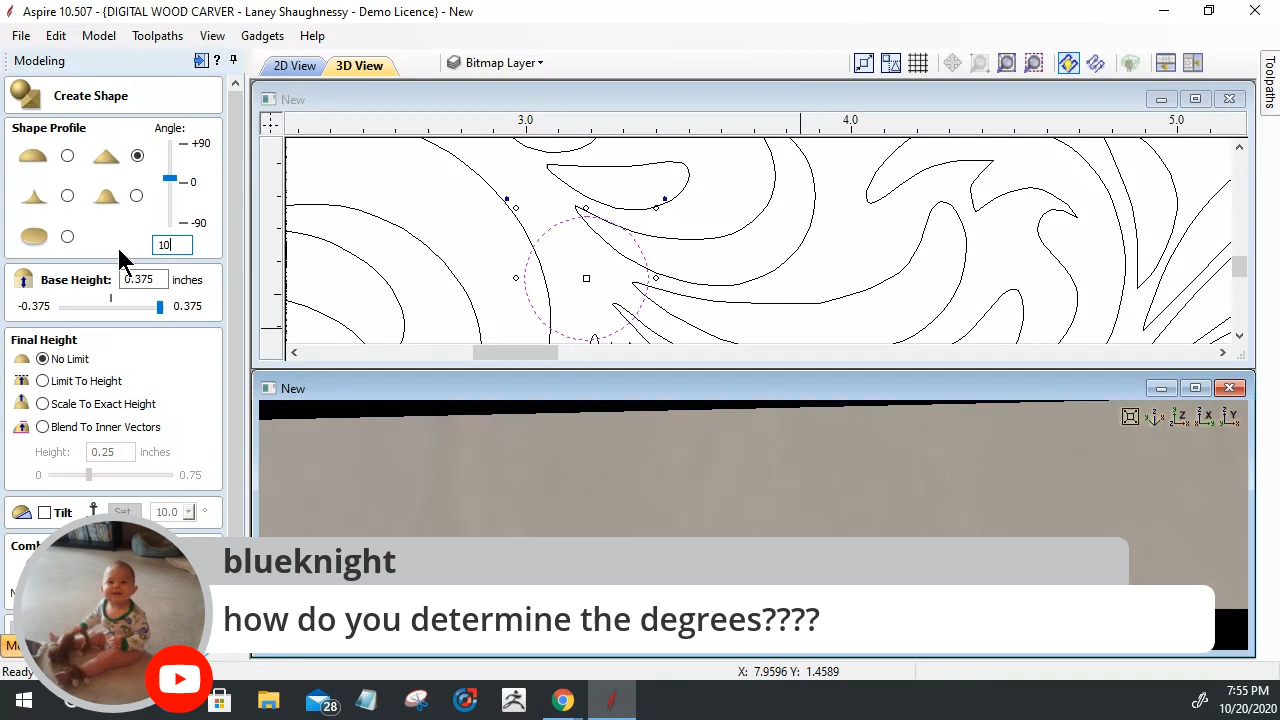 Aspire 10.507 - {DIGITAL WOOD CARVER - Laney Shaughnessy - Demo Licence} - New
File Edit Model Toolpaths View Gadgets Help
Modeling
2D View 3D View Bitmap Layer
Toolpaths
Create Shape
New
Shape Profile Angle:
+90
0
-90
10
3.0 4.0 5.0
Base Height: 0.375 inches
-0.375 0.375
Final Height
No Limit
Limit To Height
Scale To Exact Height
Blend To Inner Vectors
Height: 0.25 inches
0 0.75
New
Z X Y
Tilt Set 10.0 °
blueknight
how do you determine the degrees????
X: 7.9596 Y: 1.4589
28
7:55 PM
10/20/2020